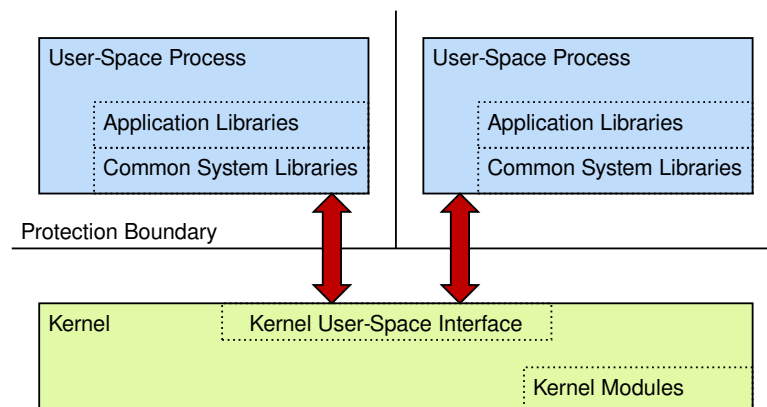 User-Space Process
Application Libraries
Common System Libraries
User-Space Process
Application Libraries
Common System Libraries
Protection Boundary
Kernel
Kernel User-Space Interface
Kernel Modules